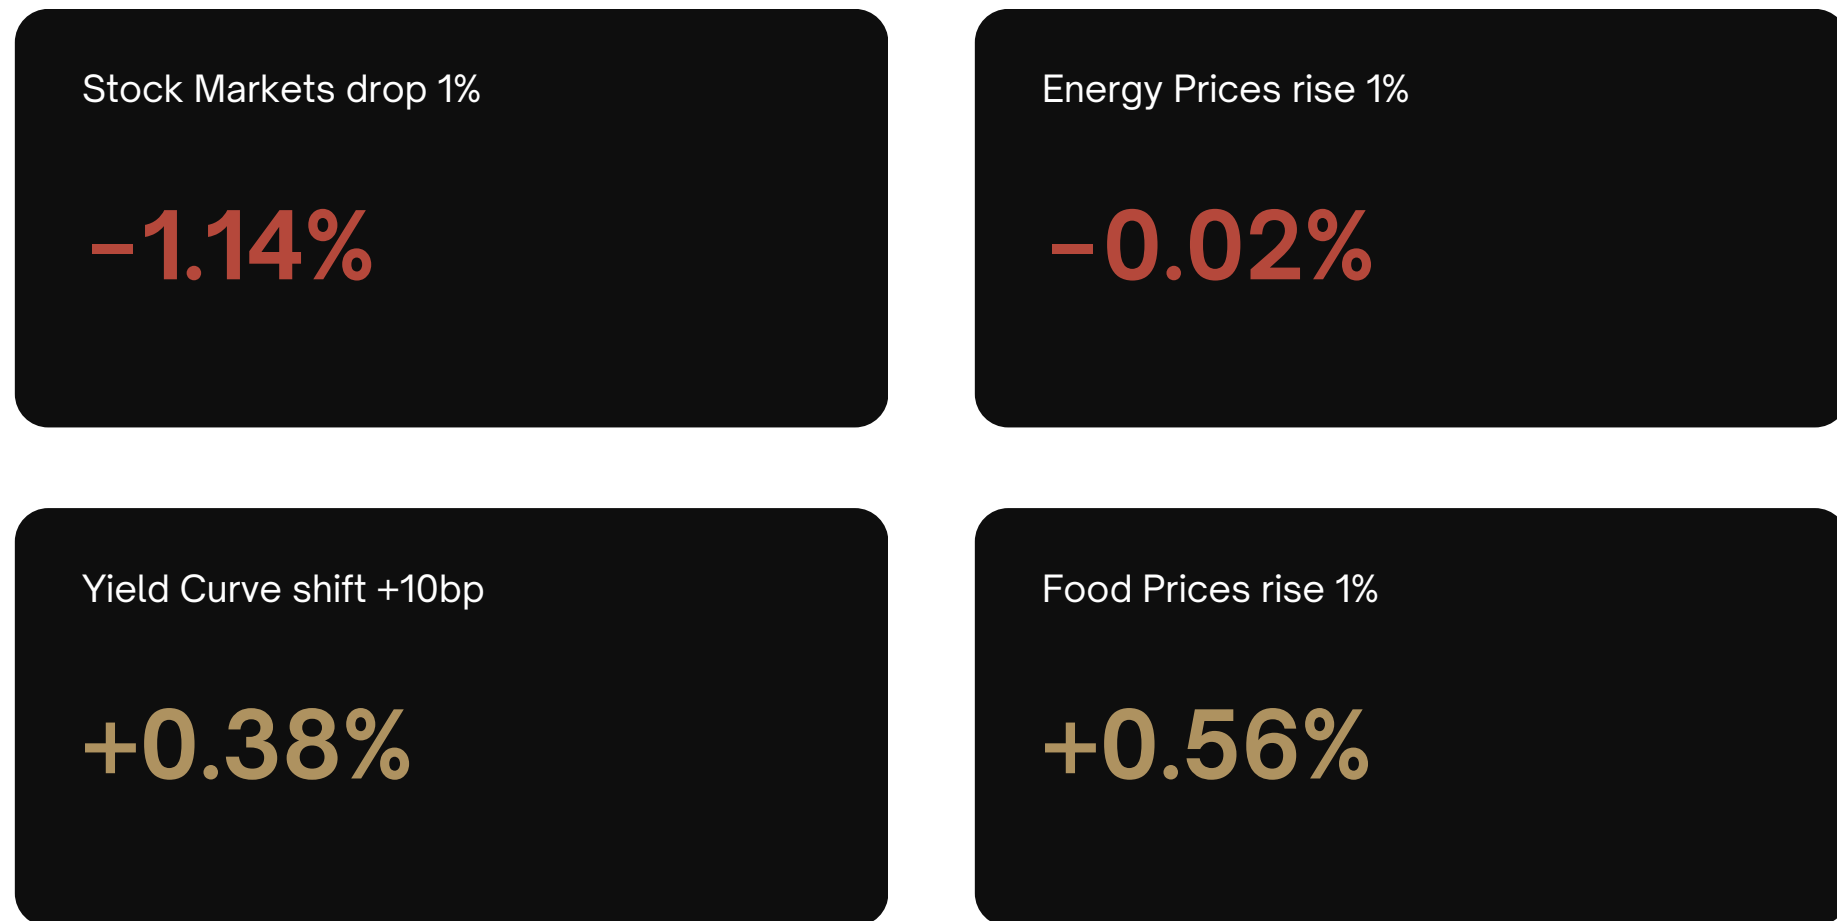 Stock Markets drop 1%
-1.14%
Energy Prices rise 1%
-0.02%
Yield Curve shift +10bp
+0.38%
Food Prices rise 1%
+0.56%